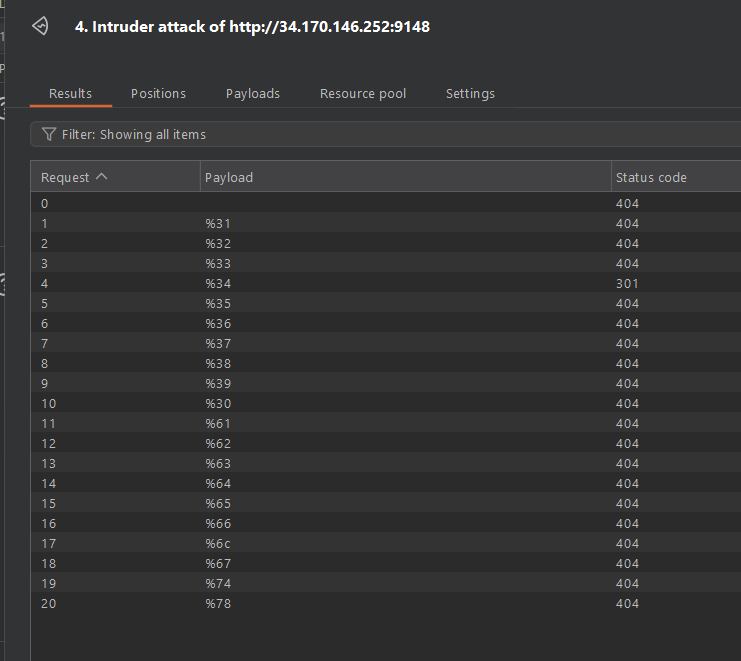 4. Intruder attack of http://34.170.146.252:9148
Results Positions Payloads Resource pool Settings
Filter: Showing all items
Request Payload Status code
0 404
1 %31 404
2 %32 404
3 %33 404
4 %34 301
5 %35 404
6 %36 404
7 %37 404
8 %38 404
9 %39 404
10 %30 404
11 %61 404
12 %62 404
13 %63 404
14 %64 404
15 %65 404
16 %66 404
17 %6c 404
18 %67 404
19 %74 404
20 %78 404